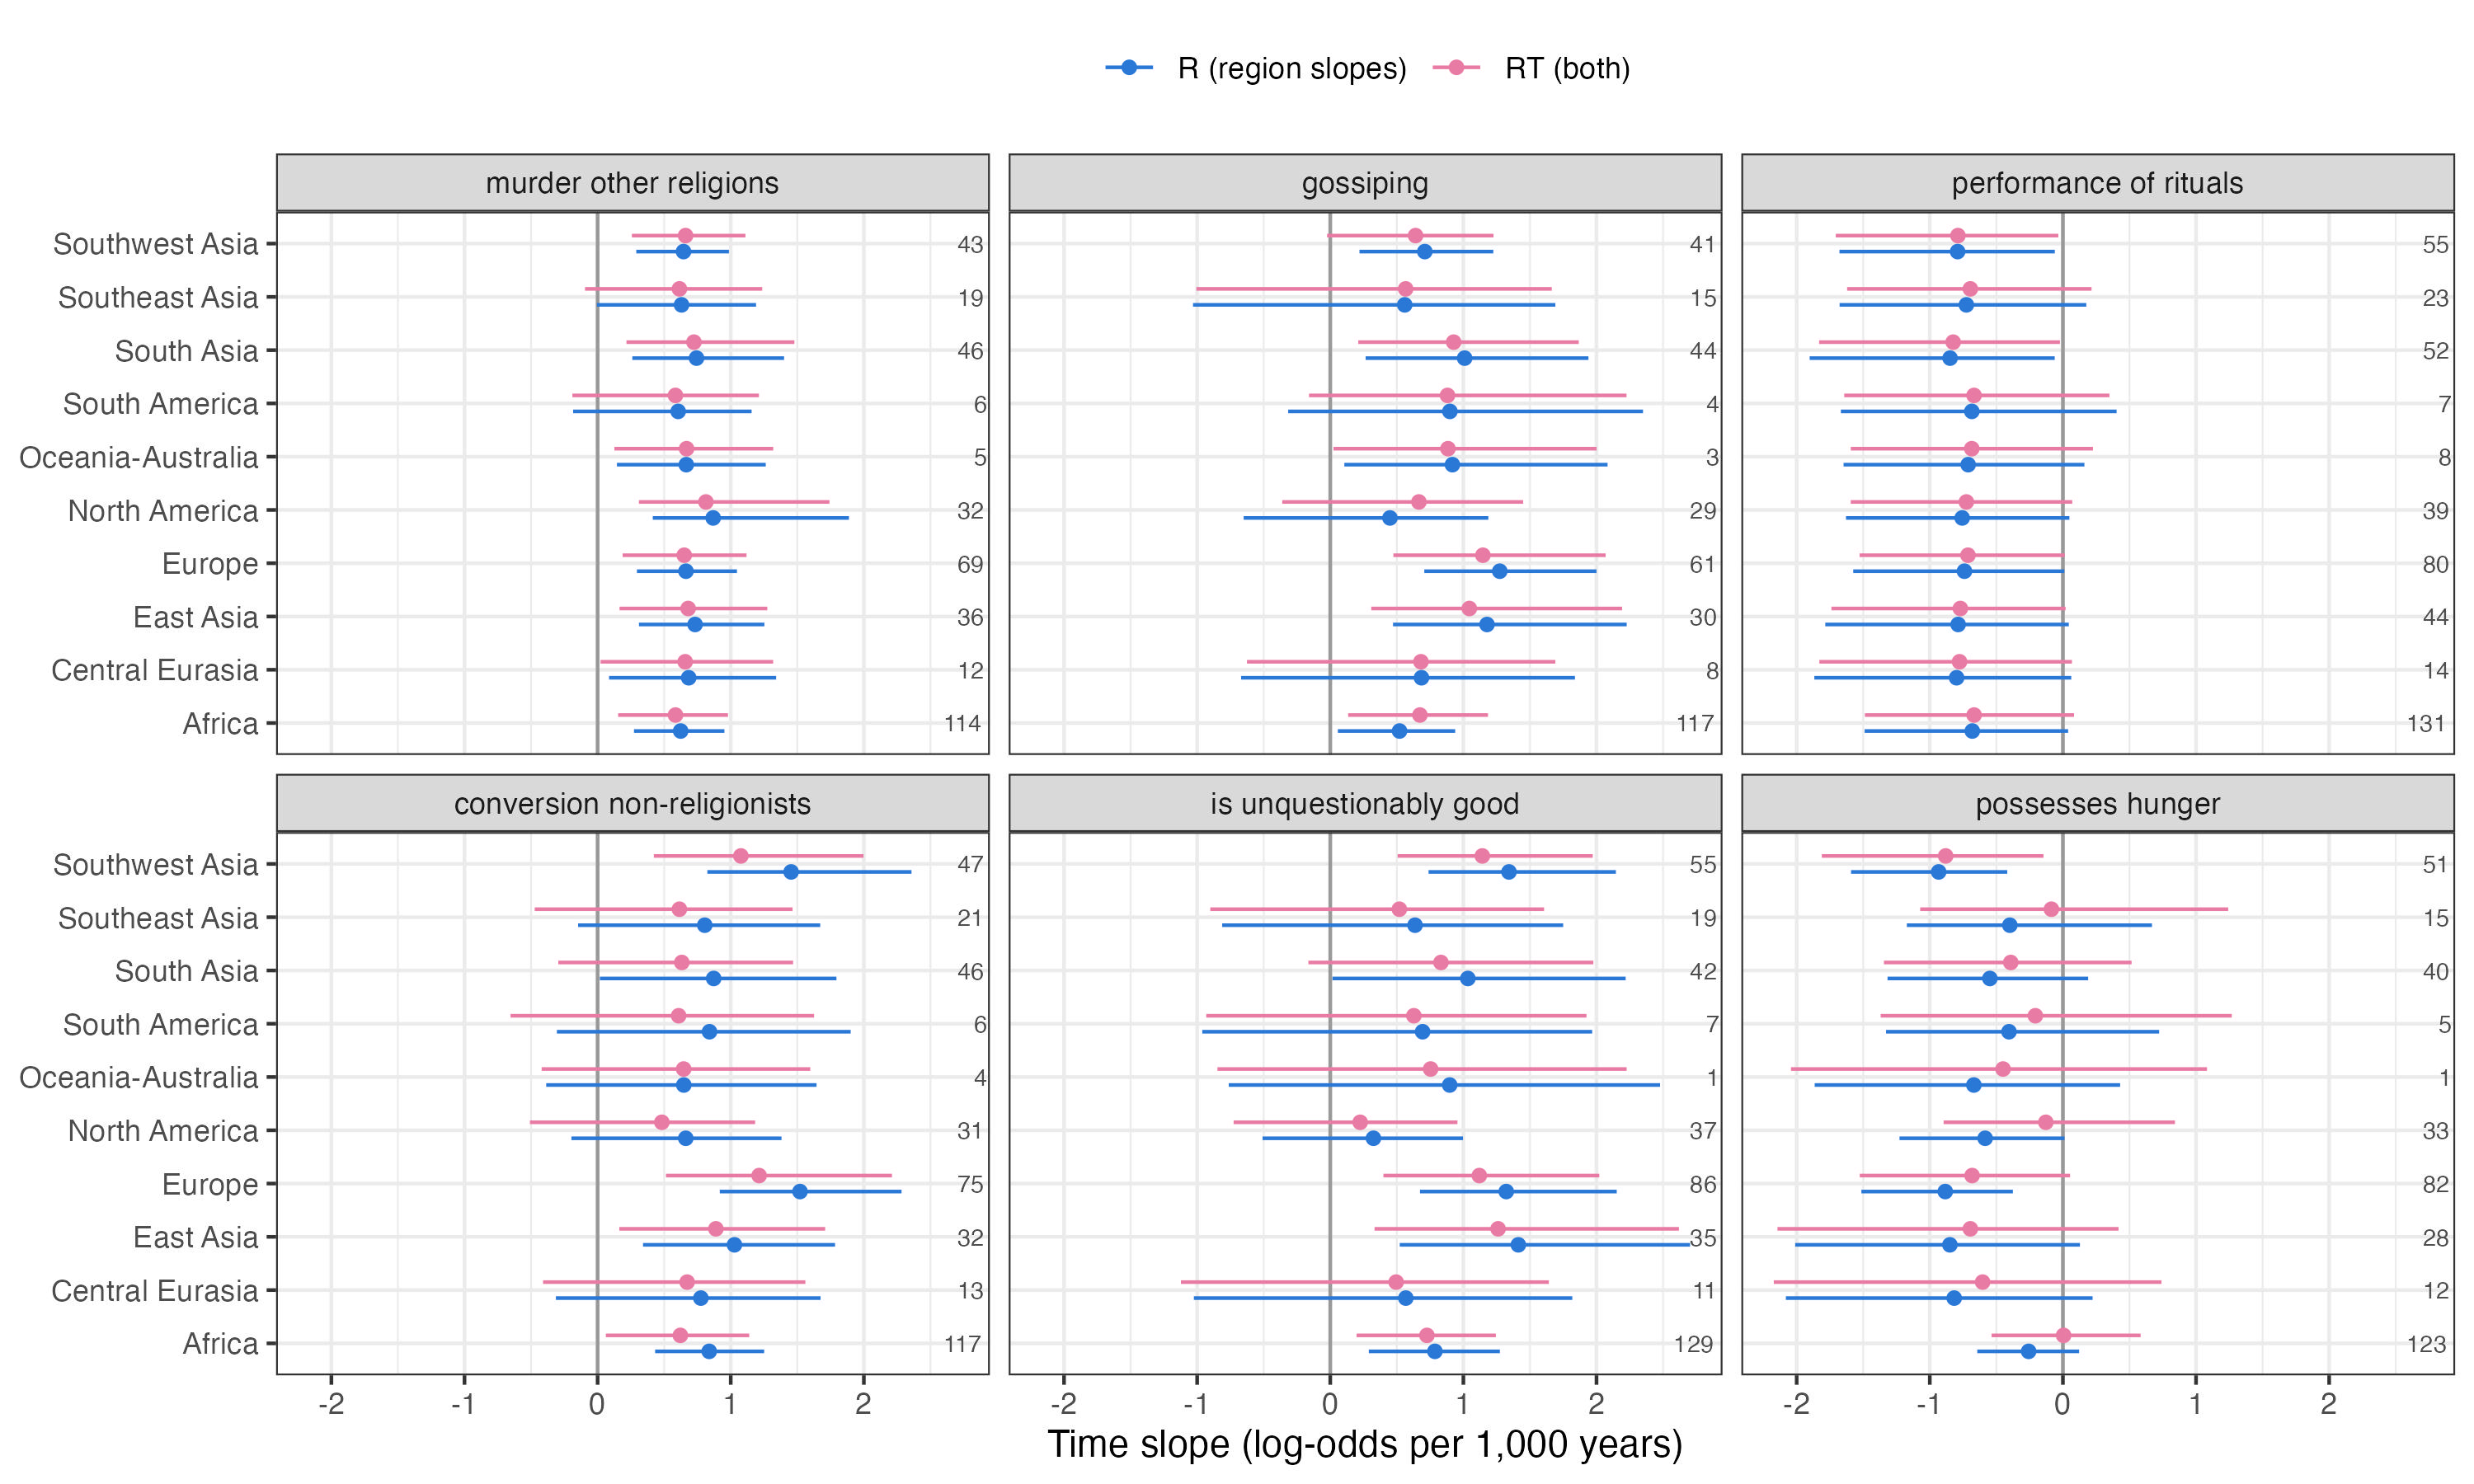 R (region slopes) RT (both)
murder other religions gossiping performance of rituals
Southwest Asia 43 41 55
Southeast Asia 19 15 23
South Asia 46 44 52
South America 6 4 7
Oceania-Australia 5 3 8
North America 32 29 39
Europe 69 61 80
East Asia 36 30 44
Central Eurasia 12 8 14
Africa 114 117 131
conversion non-religionists is unquestionably good possesses hunger
Southwest Asia 47 55 51
Southeast Asia 21 19 15
South Asia 46 42 40
South America 6 7 5
Oceania-Australia 4 1 1
North America 31 37 33
Europe 75 86 82
East Asia 32 35 28
Central Eurasia 13 11 12
Africa 117 129 123
-2 -1 0 1 2 -2 -1 0 1 2 -2 -1 0 1 2
Time slope (log-odds per 1,000 years)